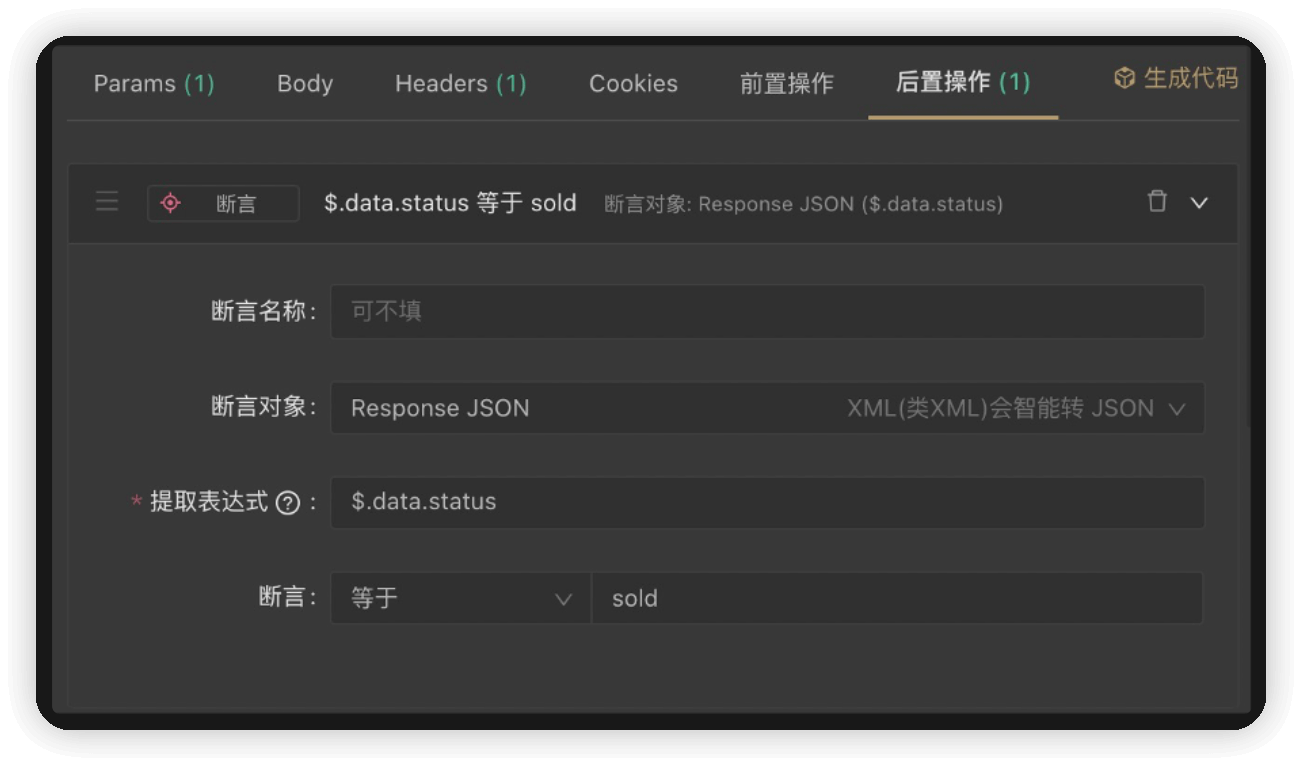 Params (1) Body Headers (1) Cookies 前置操作 后置操作 (1) 生成代码
断言 $.data.status 等于 sold 断言对象: Response JSON ($.data.status)
断言名称: 可不填
断言对象: Response JSON XML(类XML)会智能转 JSON
* 提取表达式 ? : $.data.status
断言: 等于 sold